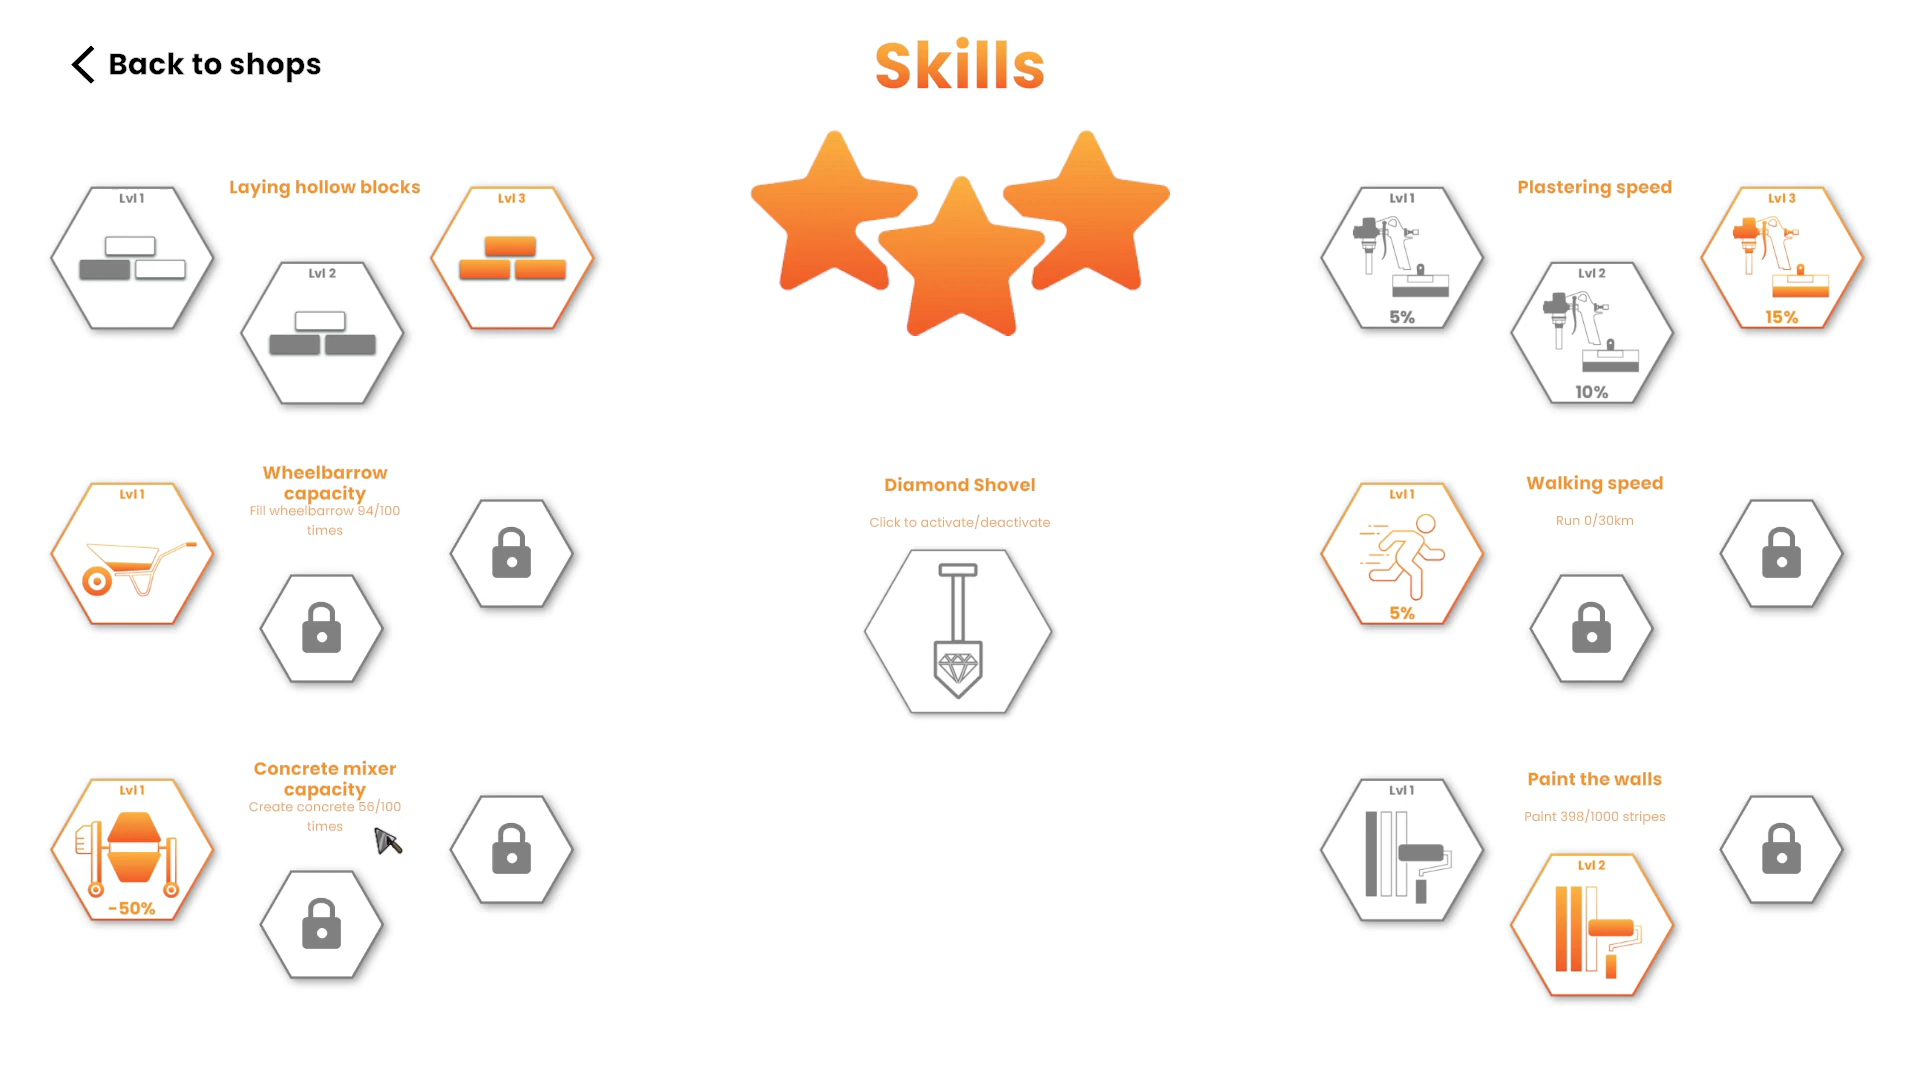 Back to shops
Skills
Laying hollow blocks
Lvl 1
Lvl 2
Lvl 3
Plastering speed
Lvl 1
5%
Lvl 2
10%
Lvl 3
15%
Wheelbarrow
capacity
Fill wheelbarrow 94/100
times
Lvl 1
Diamond Shovel
Click to activate/deactivate
Walking speed
Run 0/30km
Lvl 1
5%
Concrete mixer
capacity
Create concrete 56/100
times
Lvl 1
-50%
Paint the walls
Paint 398/1000 stripes
Lvl 1
Lvl 2